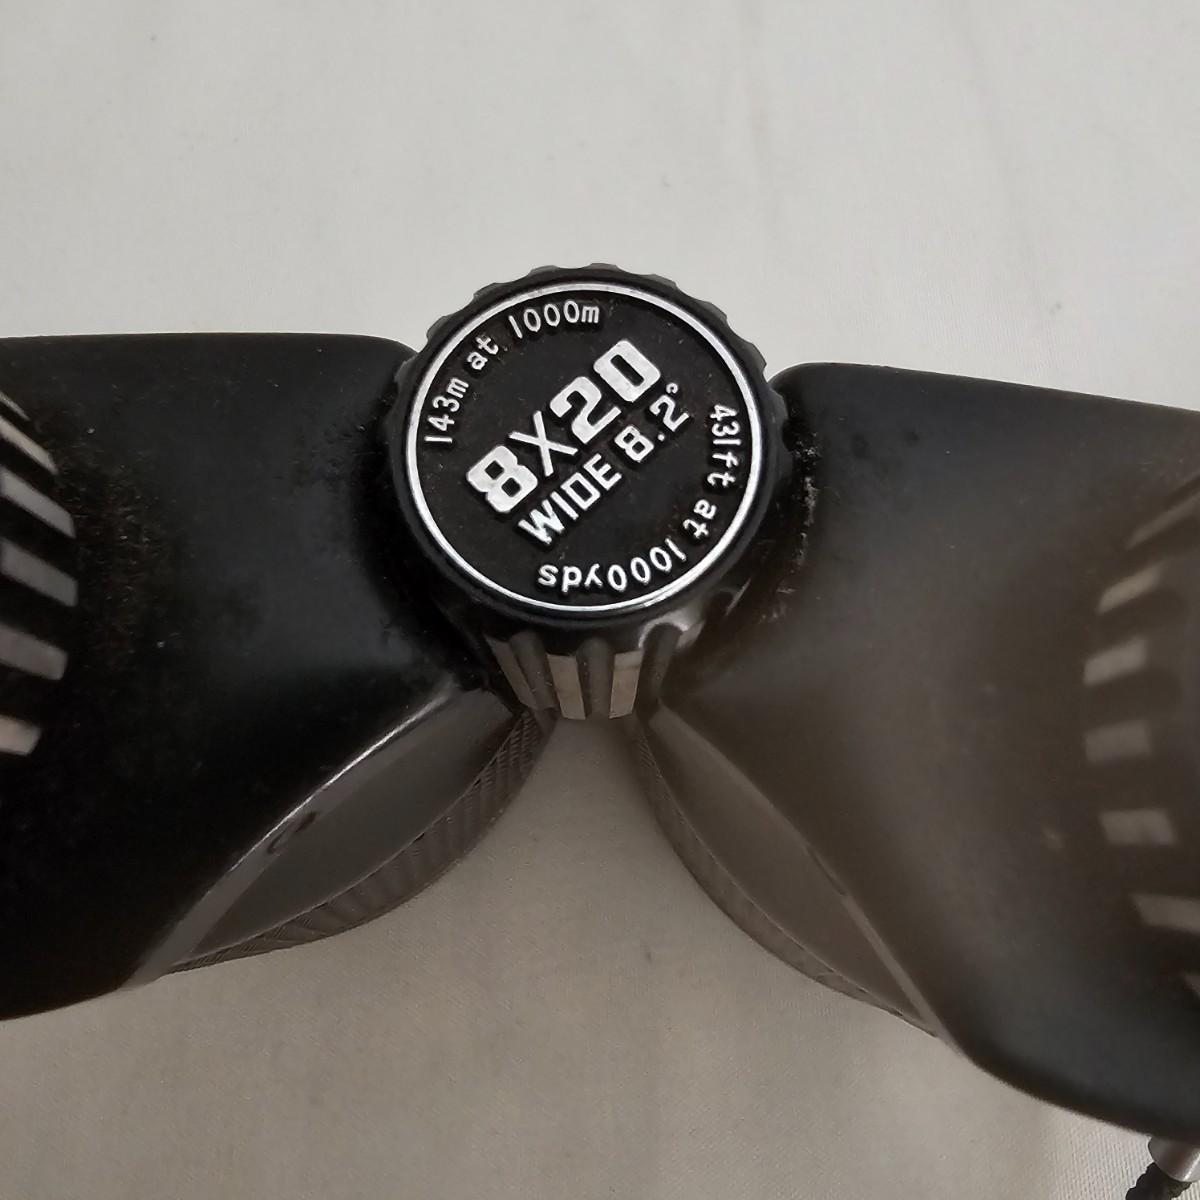 143m at 1000m
8X20
WIDE 8.2°
431ft at 1000yds